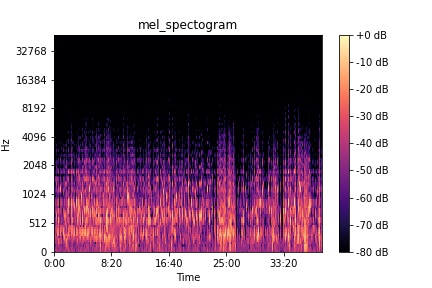 mel_spectogram
Hz
32768
16384
8192
4096
2048
1024
512
0
0:00 8:20 16:40 25:00 33:20
Time
+0 dB
-10 dB
-20 dB
-30 dB
-40 dB
-50 dB
-60 dB
-70 dB
-80 dB